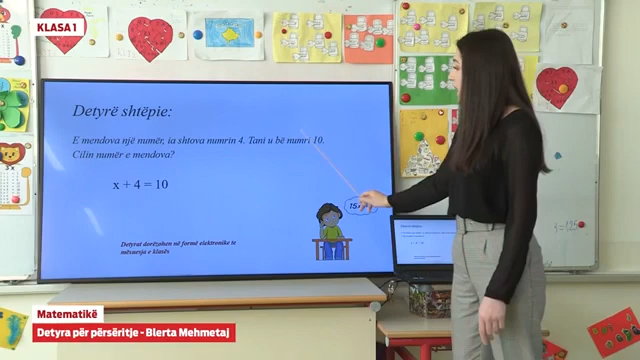 KLASA 1
Detyrë shtëpie:
E mendova një numër, ia shtova numrin 4. Tani u bë numri 10.
Cilin numër e mendova?
x + 4 = 10
Detyrat dorëzohen në formë elektronike te
mësuesja e klasës
Matematikë
Detyra për përsëritje - Blerta Mehmetaj